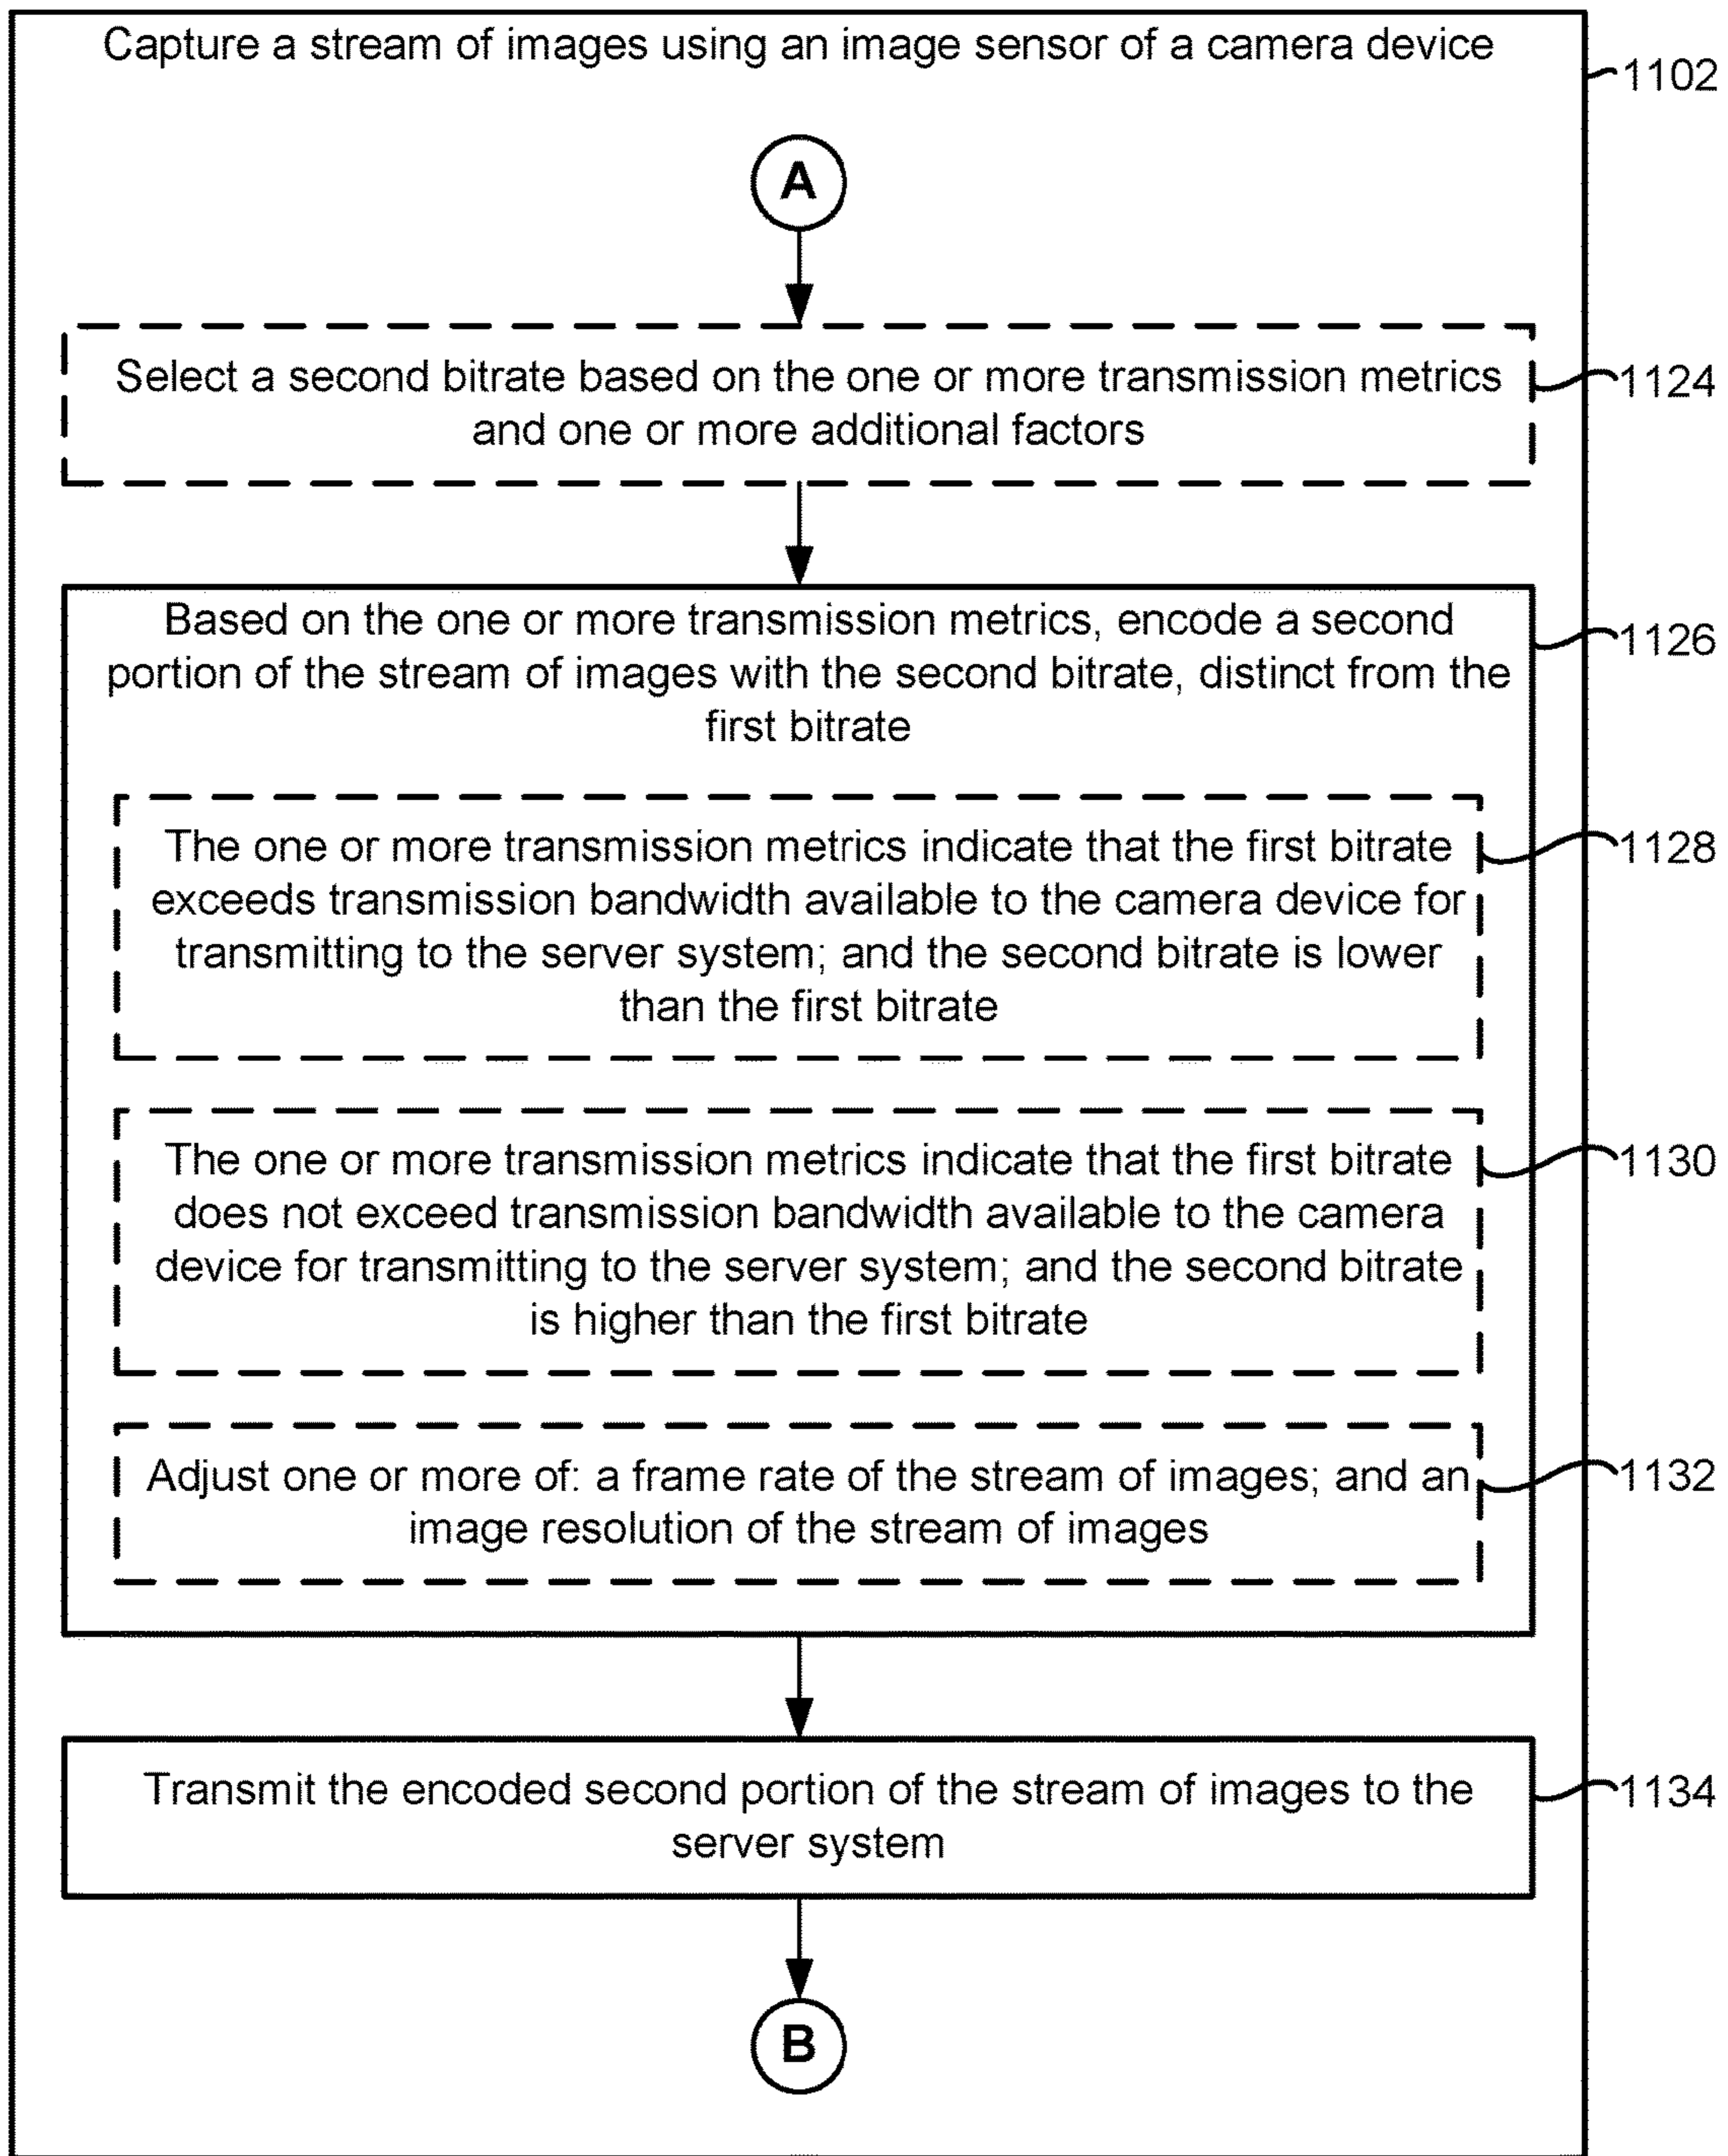 Capture a stream of images using an image sensor of a camera device
1102
A
Select a second bitrate based on the one or more transmission metrics
and one or more additional factors
1124
Based on the one or more transmission metrics, encode a second
portion of the stream of images with the second bitrate, distinct from the
first bitrate
1126
The one or more transmission metrics indicate that the first bitrate
exceeds transmission bandwidth available to the camera device for
transmitting to the server system; and the second bitrate is lower
than the first bitrate
1128
The one or more transmission metrics indicate that the first bitrate
does not exceed transmission bandwidth available to the camera
device for transmitting to the server system; and the second bitrate
is higher than the first bitrate
1130
Adjust one or more of: a frame rate of the stream of images; and an
image resolution of the stream of images
1132
Transmit the encoded second portion of the stream of images to the
server system
1134
B